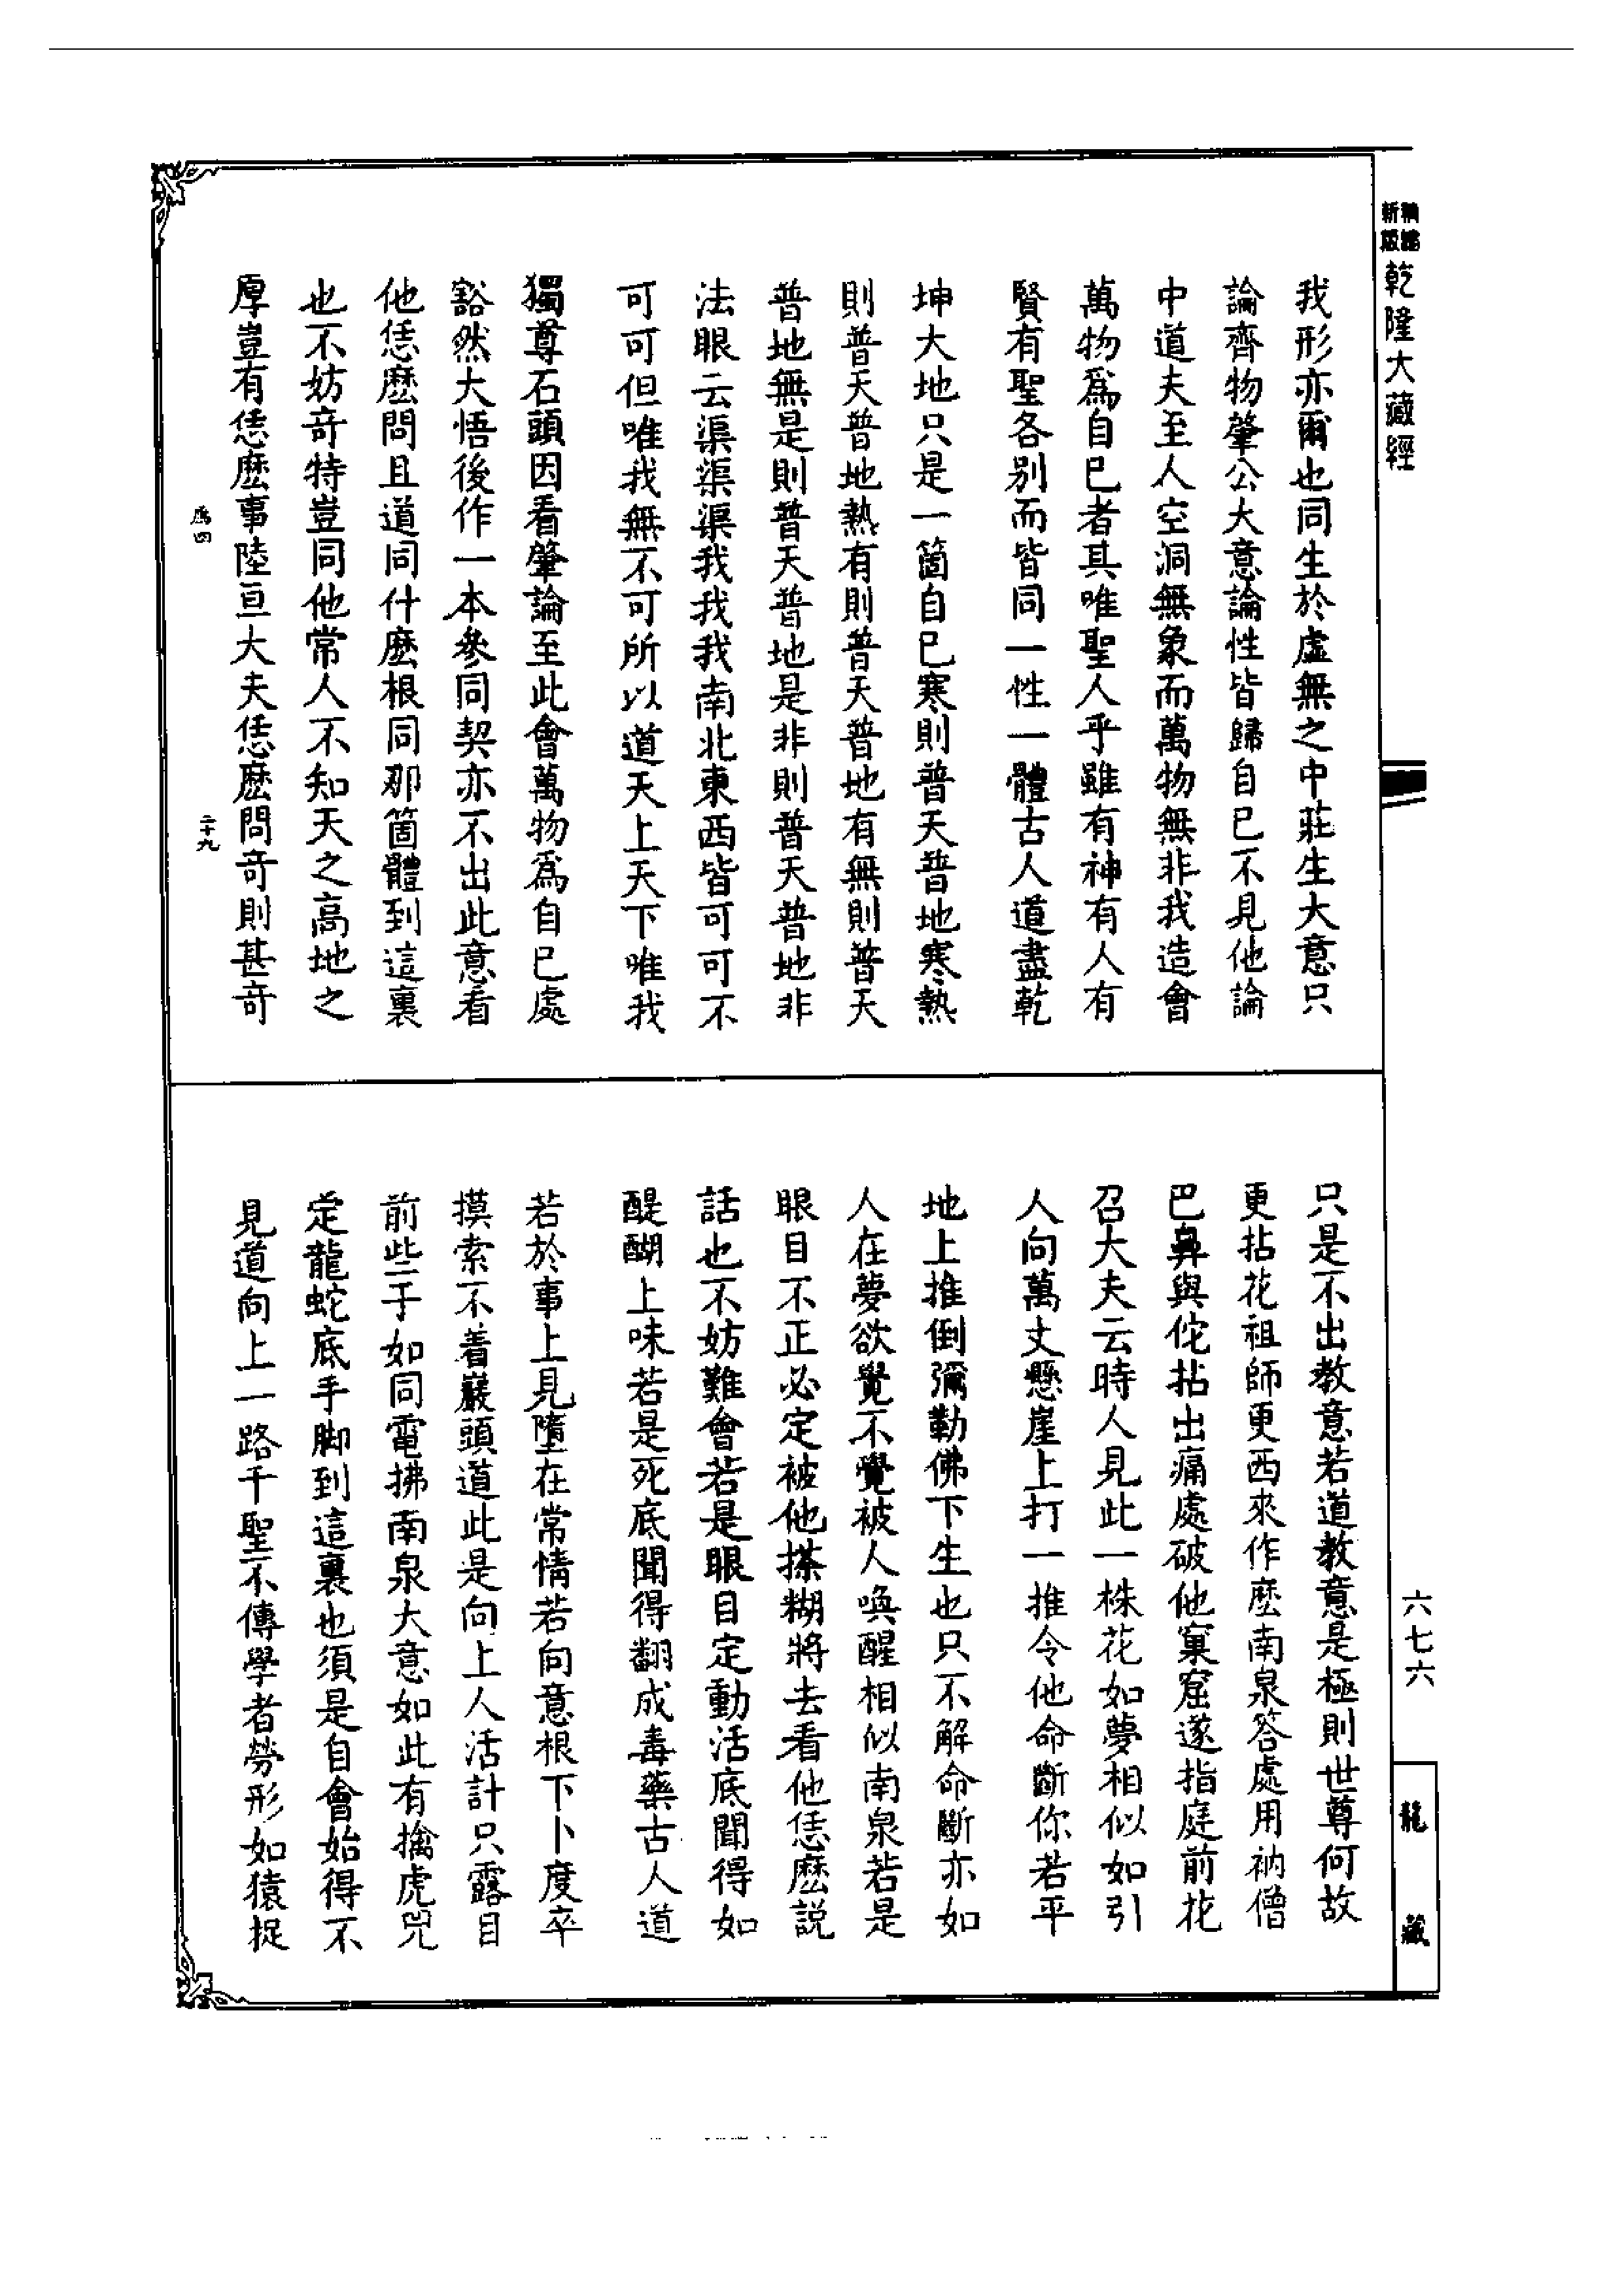 乾隆大藏經
我形亦爾也同生於虛無之中莊生大意只
論齊物肇公大意論性皆歸自已不見他論
中道夫至人空洞無象而萬物無非我造會
萬物爲自已者其唯聖人乎雖有神有人有
賢有聖各别而皆同一性一體古人道盡乾
坤大地只是一箇自已寒則普天普地寒熱
則普天普地熱有則普天普地有無則普天
普地無是則普天普地是非則普天普地非
法眼云渠渠渠我我我南北東西皆可可不
可可但唯我無不可所以道天上天下唯我
獨尊石頭因看肇論至此會萬物爲自已處
豁然大悟後作一本參同契亦不出此意看
他恁麽問且道同什麽根同那箇體到這裏
也不妨奇特豈同他常人不知天之高地之
厚豈有恁麽事陸亘大夫恁麽問奇則甚奇
二十九
只是不出教意若道教意是極則世尊何故
更拈花祖師更西來作麽南泉答處用衲僧
巴鼻與佗拈出痛處破他窠窟遂指庭前花
召大夫云時人見此一株花如夢相似如引
人向萬丈懸崖上打一推令他命斷你若平
地上推倒彌勒佛下生也只不解命斷亦如
人在夢欲覺不覺被人喚醒相似南泉若是
眼目不正必定被他搽糊將去看他恁麽説
話也不妨難會若是眼目定動活底聞得如
醍醐上味若是死底聞得翻成毒藥古人道
若於事上見墮在常情若向意根下卜度卒
摸索不着巖頭道此是向上人活計只露目
前些子如同電拂南泉大意如此有擒虎兕
定龍蛇底手脚到這裏也須是自會始得不
見道向上一路千聖不傳學者勞形如猿捉
六七六
龍藏